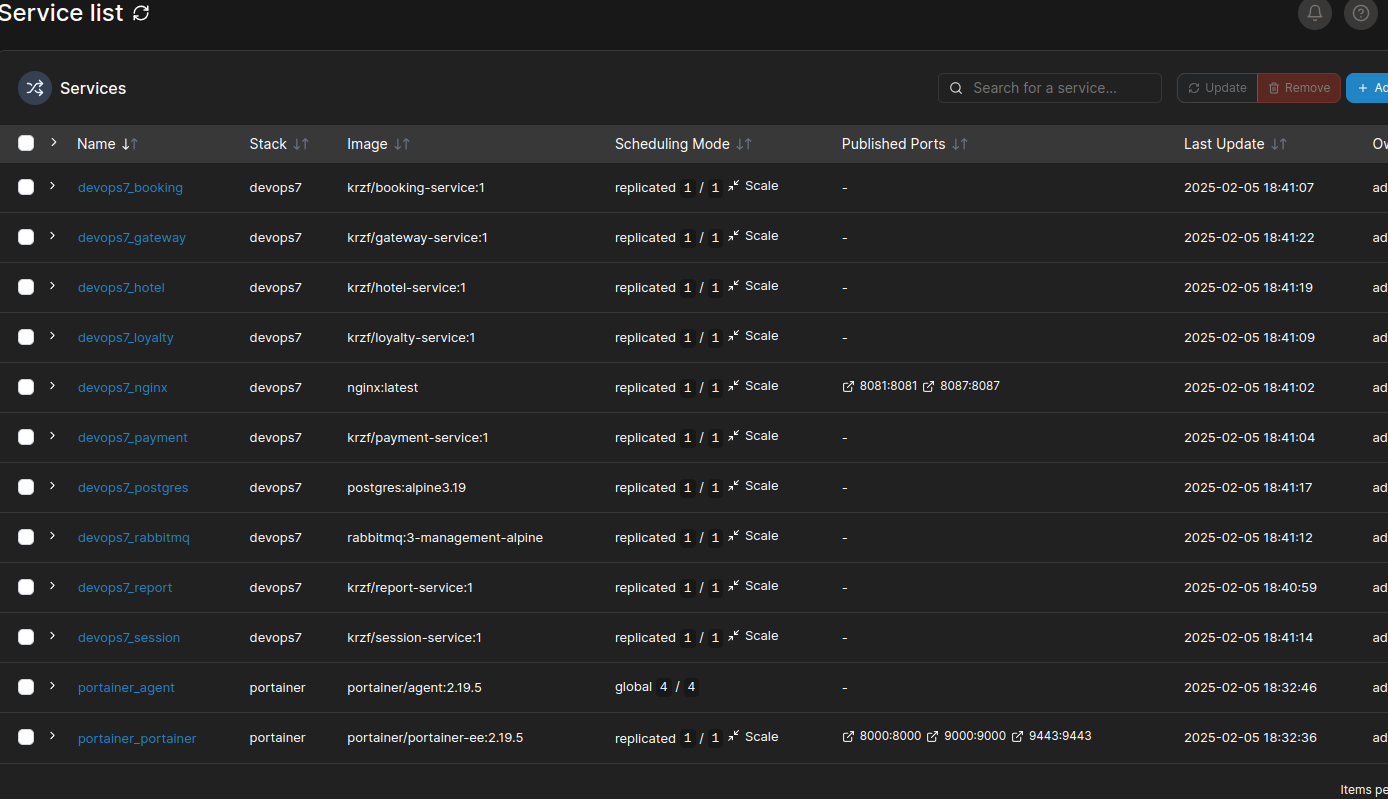 Service list
Services Search for a service... Update Remove + Ad
Name Stack Image Scheduling Mode Published Ports Last Update Ow
devops7_booking devops7 krzf/booking-service:1 replicated 1 / 1 Scale - 2025-02-05 18:41:07 ad
devops7_gateway devops7 krzf/gateway-service:1 replicated 1 / 1 Scale - 2025-02-05 18:41:22 ad
devops7_hotel devops7 krzf/hotel-service:1 replicated 1 / 1 Scale - 2025-02-05 18:41:19 ad
devops7_loyalty devops7 krzf/loyalty-service:1 replicated 1 / 1 Scale - 2025-02-05 18:41:09 ad
devops7_nginx devops7 nginx:latest replicated 1 / 1 Scale 8081:8081 8087:8087 2025-02-05 18:41:02 ad
devops7_payment devops7 krzf/payment-service:1 replicated 1 / 1 Scale - 2025-02-05 18:41:04 ad
devops7_postgres devops7 postgres:alpine3.19 replicated 1 / 1 Scale - 2025-02-05 18:41:17 ad
devops7_rabbitmq devops7 rabbitmq:3-management-alpine replicated 1 / 1 Scale - 2025-02-05 18:41:12 ad
devops7_report devops7 krzf/report-service:1 replicated 1 / 1 Scale - 2025-02-05 18:40:59 ad
devops7_session devops7 krzf/session-service:1 replicated 1 / 1 Scale - 2025-02-05 18:41:14 ad
portainer_agent portainer portainer/agent:2.19.5 global 4 / 4 - 2025-02-05 18:32:46 ad
portainer_portainer portainer portainer/portainer-ee:2.19.5 replicated 1 / 1 Scale 8000:8000 9000:9000 9443:9443 2025-02-05 18:32:36 ad
Items pe